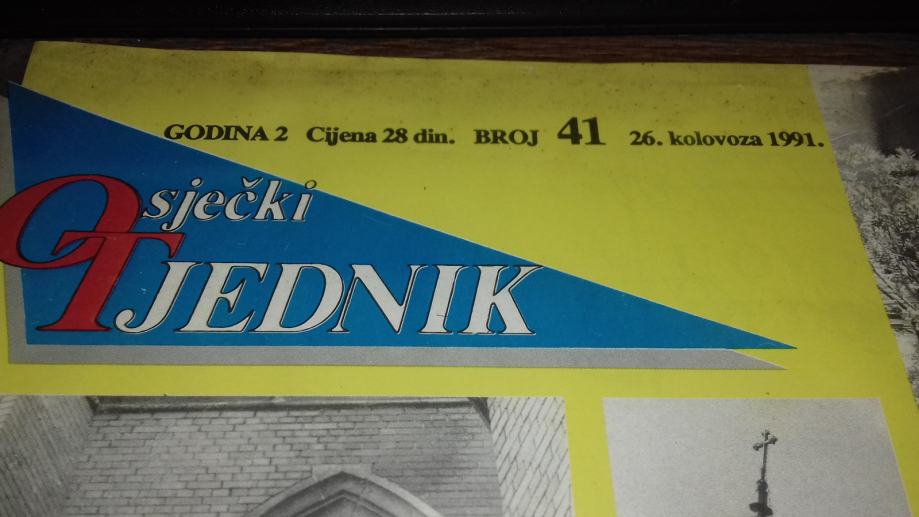 GODINA 2 Cijena 28 din. BROJ 41 26. kolovoza 1991.
Osječki
TJEDNIK